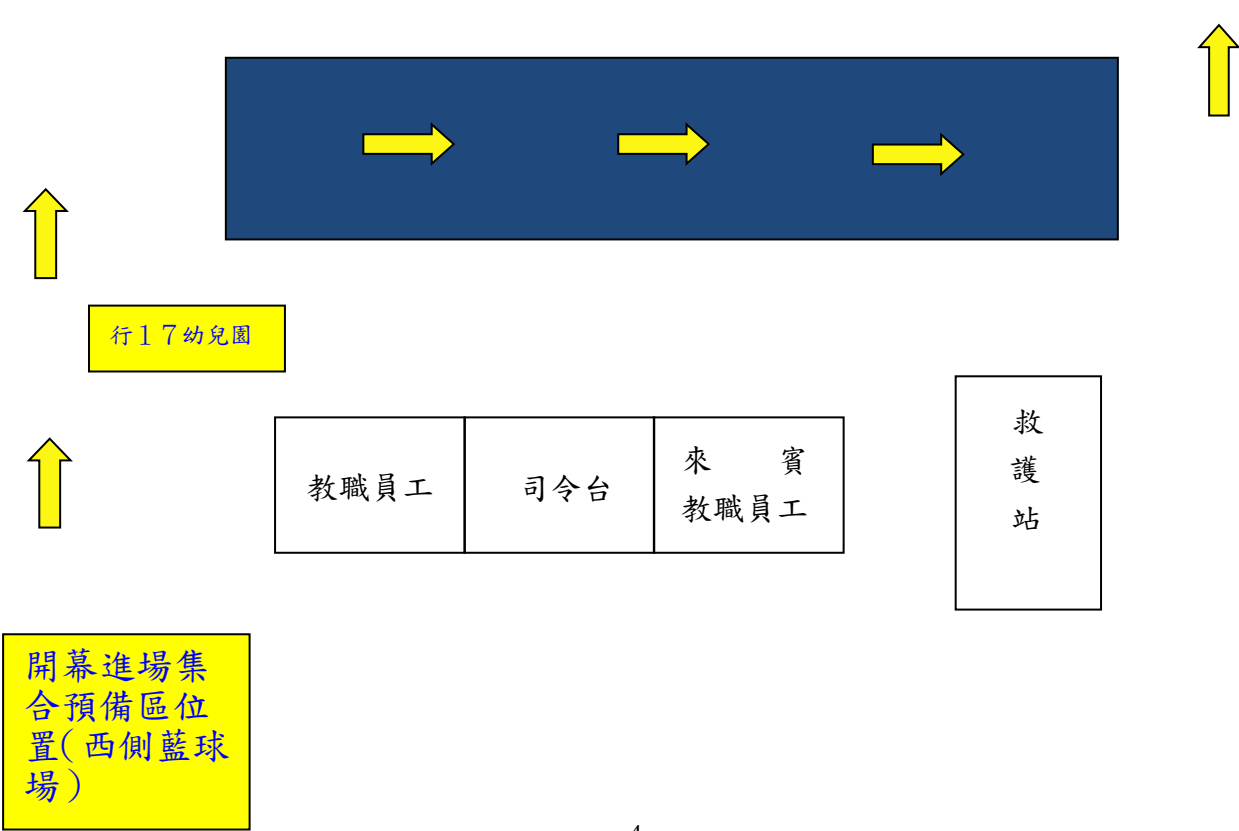 行１７幼兒園
教職員工
司令台
來 賓
教職員工
救
護
站
開幕進場集
合預備區位
置(西側藍球
場)
4